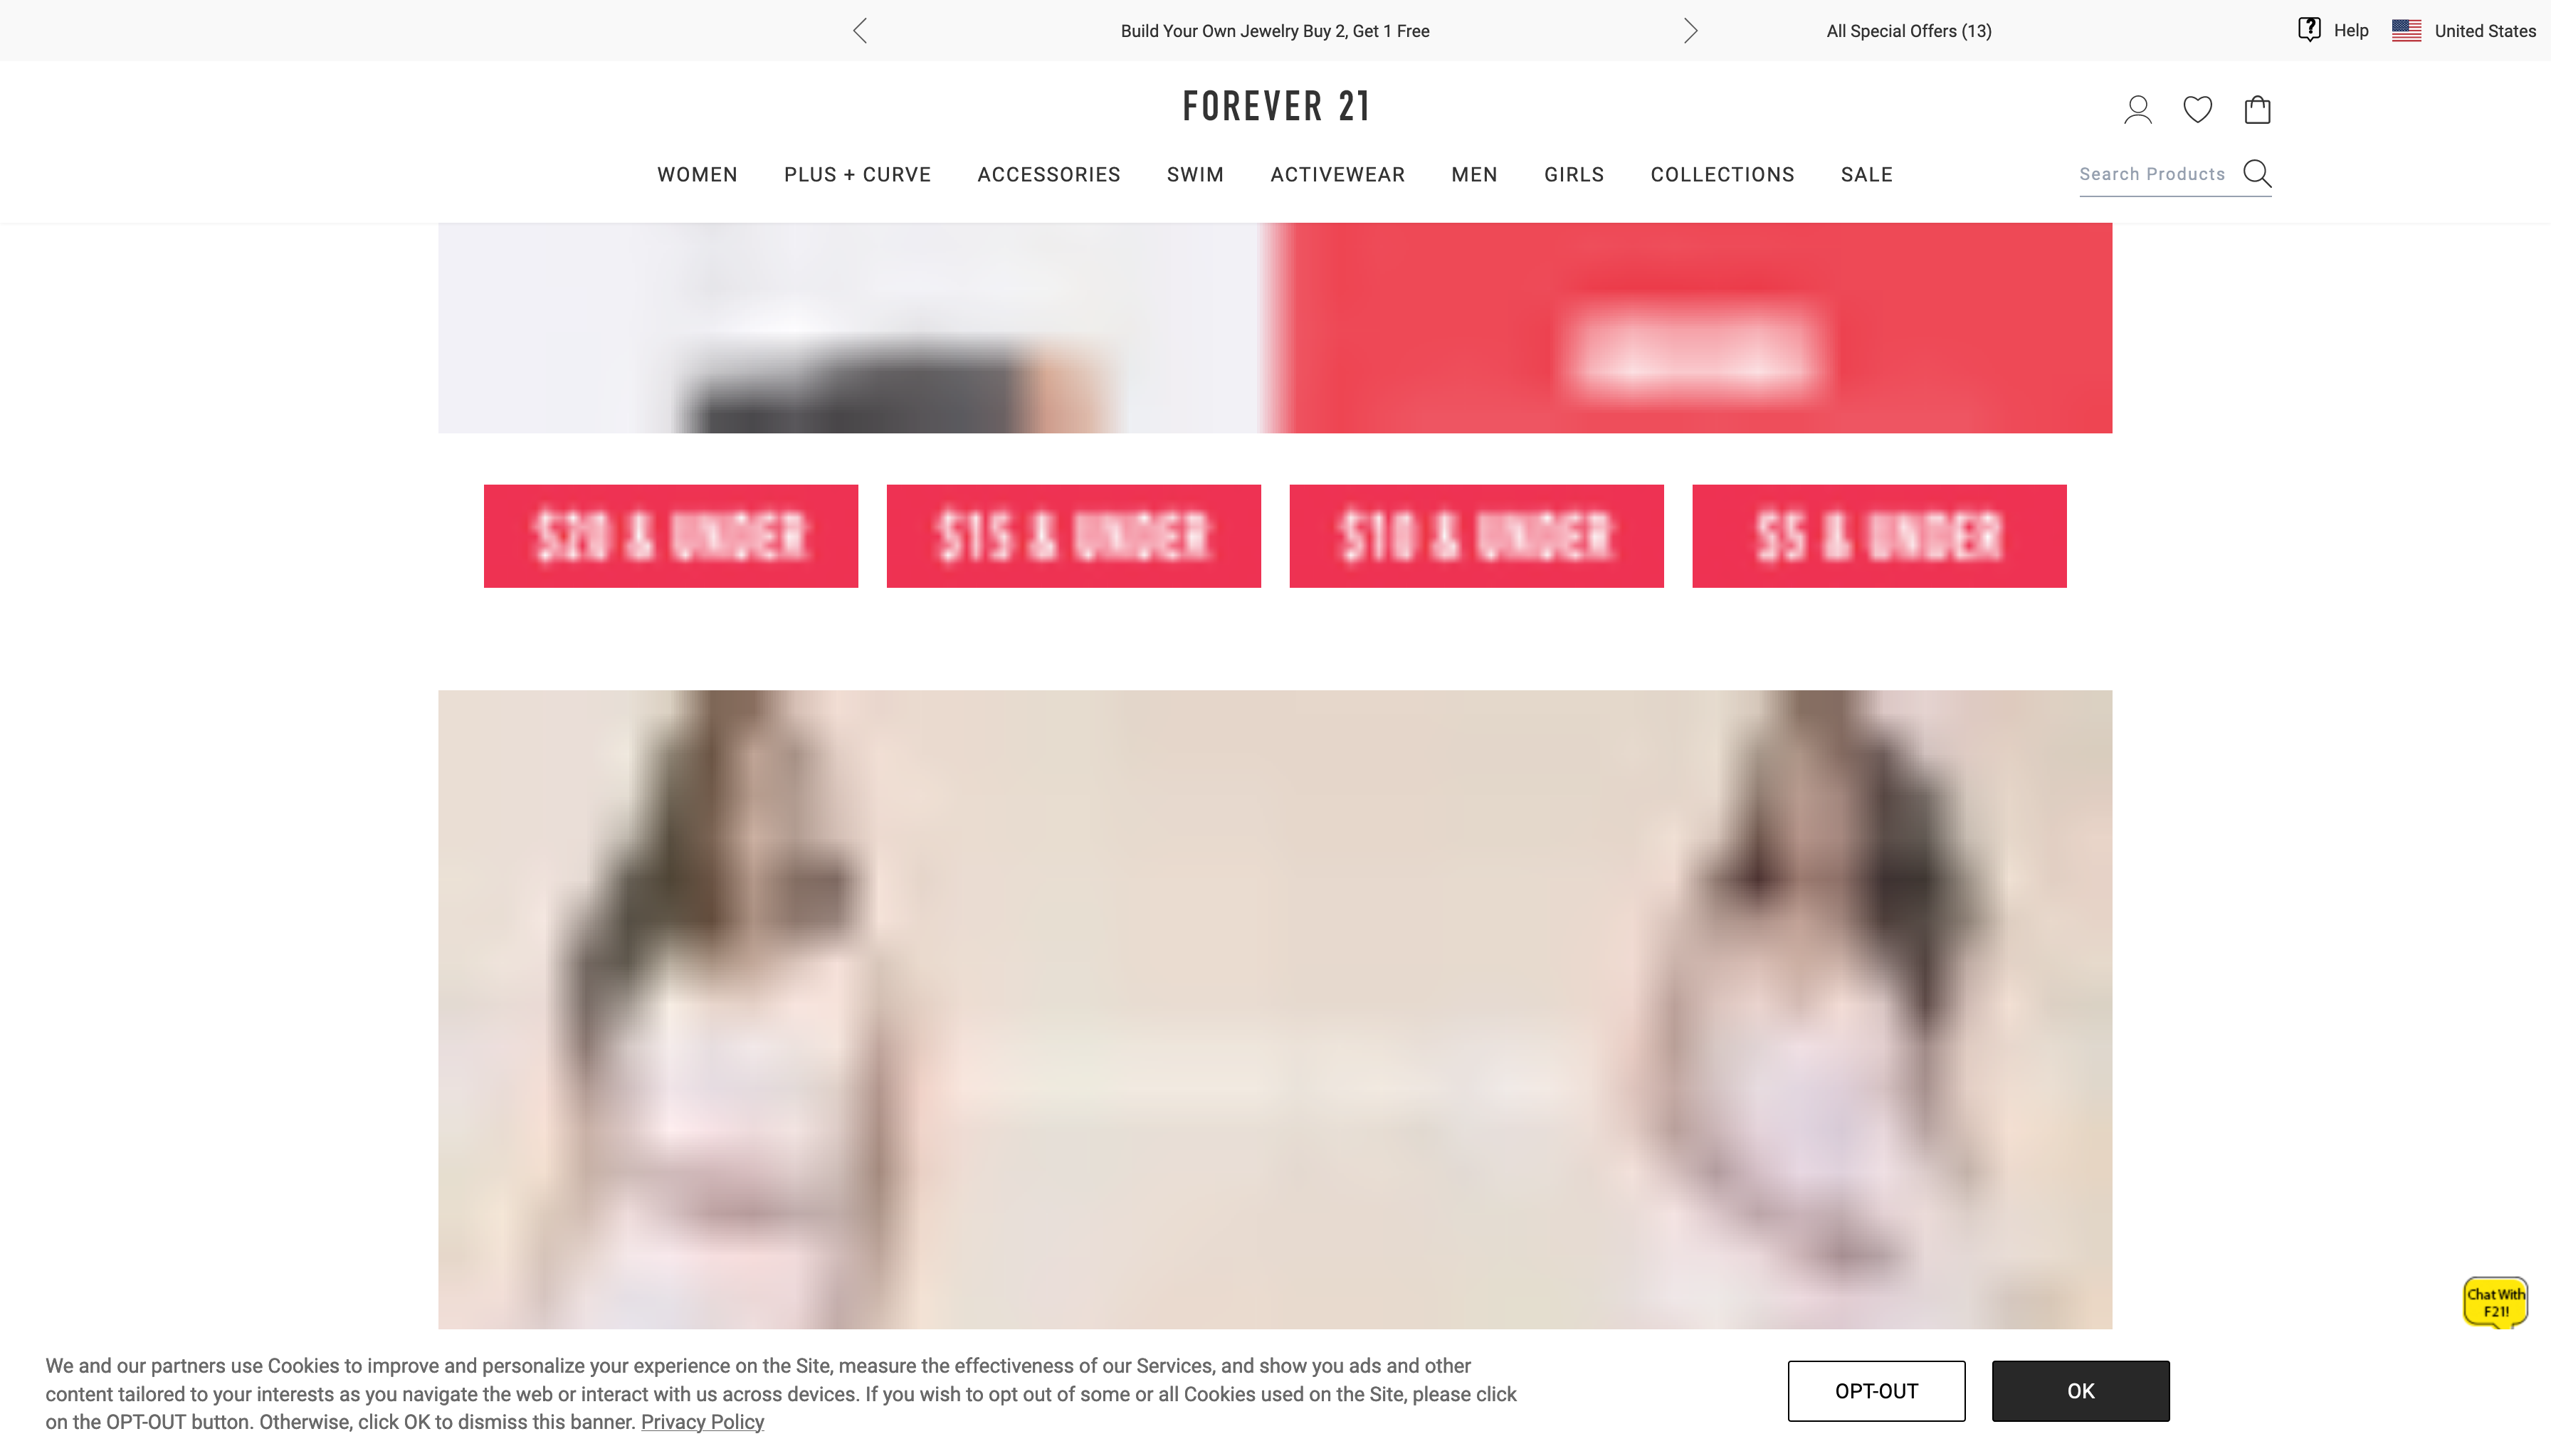 Build Your Own Jewelry Buy 2, Get 1 Free
All Special Offers (13)
Help
United States
FOREVER 21
WOMEN
PLUS + CURVE
ACCESSORIES
SWIM
ACTIVEWEAR
MEN
GIRLS
COLLECTIONS
SALE
Search Products
$20 & UNDER
$15 & UNDER
$10 & UNDER
$5 & UNDER
Chat With
F21!
We and our partners use Cookies to improve and personalize your experience on the Site, measure the effectiveness of our Services, and show you ads and other
content tailored to your interests as you navigate the web or interact with us across devices. If you wish to opt out of some or all Cookies used on the Site, please click
on the OPT-OUT button. Otherwise, click OK to dismiss this banner. Privacy Policy
OPT-OUT
OK